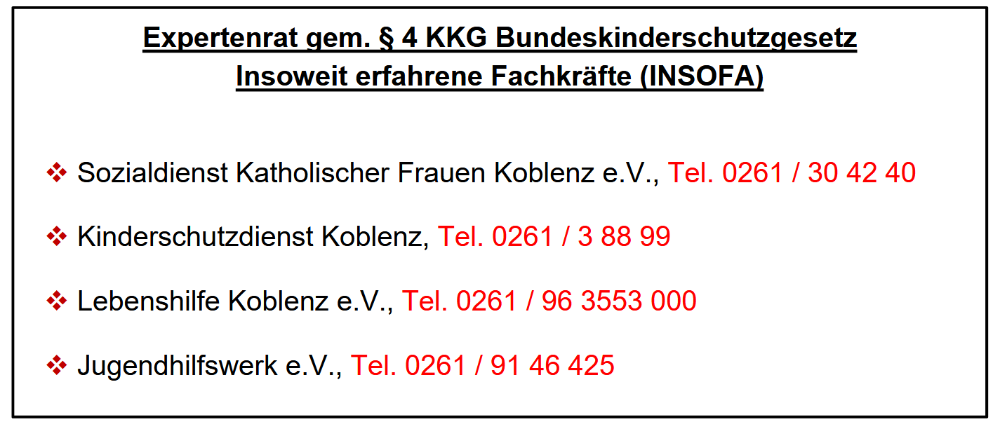 Expertenrat gem. § 4 KKG Bundeskinderschutzgesetz
Insoweit erfahrene Fachkräfte (INSOFA)
❖ Sozialdienst Katholischer Frauen Koblenz e.V., Tel. 0261 / 30 42 40
❖ Kinderschutzdienst Koblenz, Tel. 0261 / 3 88 99
❖ Lebenshilfe Koblenz e.V., Tel. 0261 / 96 3553 000
❖ Jugendhilfswerk e.V., Tel. 0261 / 91 46 425